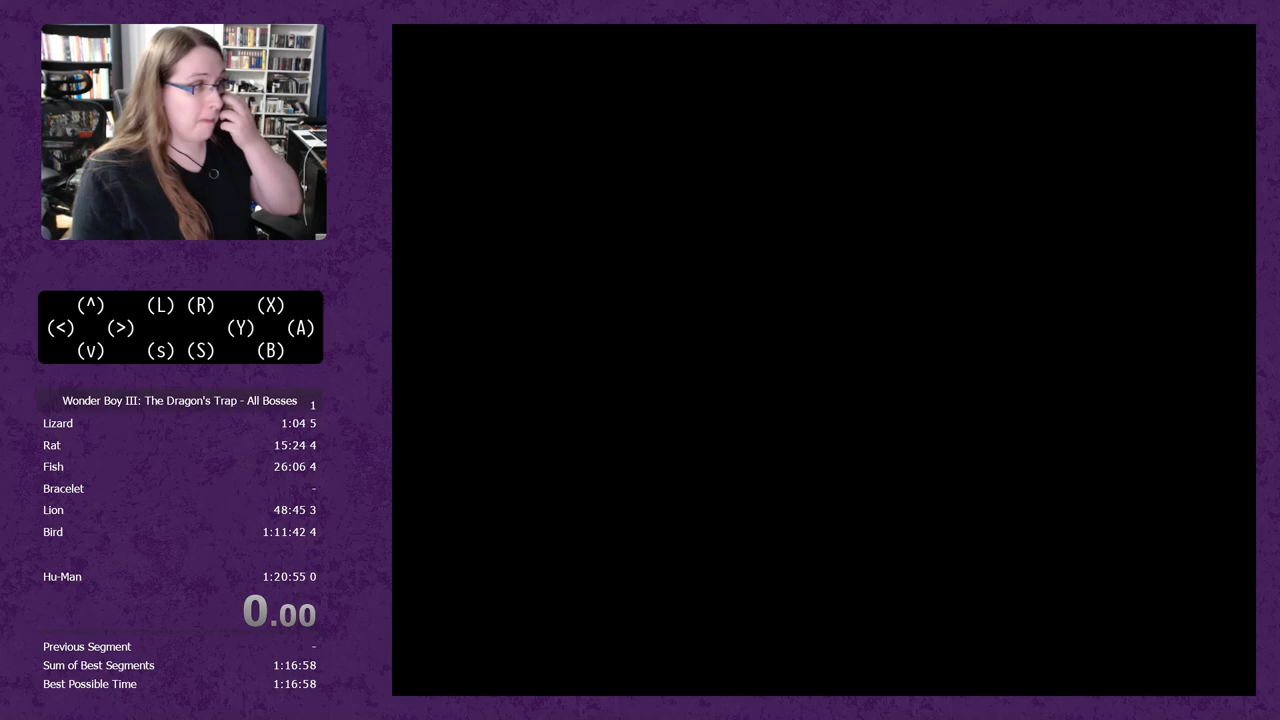 (^) (L) (R) (X)
(<) (>) (Y) (A)
(v) (s) (S) (B)
Wonder Boy III: The Dragon's Trap - All Bosses 1
Lizard 1:04 5
Rat 15:24 4
Fish 26:06 4
Bracelet -
Lion 48:45 3
Bird 1:11:42 4
Hu-Man 1:20:55 0
0.00
Previous Segment -
Sum of Best Segments 1:16:58
Best Possible Time 1:16:58